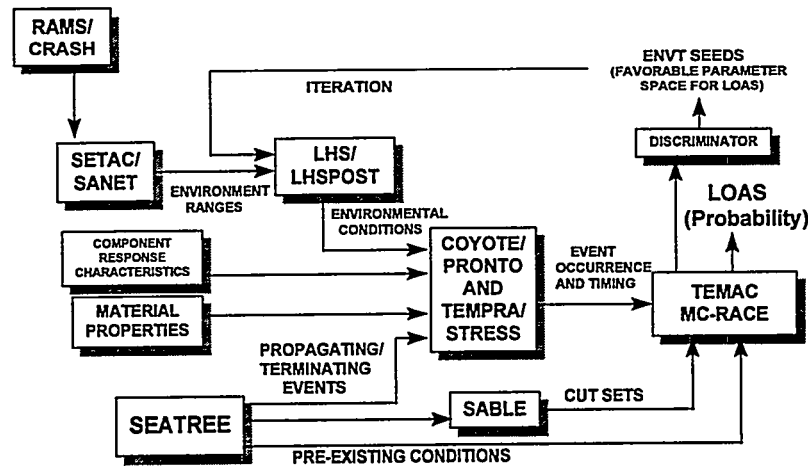 RAMS/
CRASH
ENVT SEEDS
(FAVORABLE PARAMETER
SPACE FOR LOAS)
ITERATION
DISCRIMINATOR
SETAC/
SANET
ENVIRONMENT
RANGES
LHS/
LHSPOST
LOAS
(Probability)
ENVIRONMENTAL
CONDITIONS
COMPONENT
RESPONSE
CHARACTERISTICS
COYOTE/
PRONTO
AND
TEMPRA/
STRESS
EVENT
OCCURRENCE
AND TIMING
TEMAC
MC-RACE
MATERIAL
PROPERTIES
PROPAGATING/
TERMINATING
EVENTS
SEATREE
SABLE
CUT SETS
PRE-EXISTING CONDITIONS